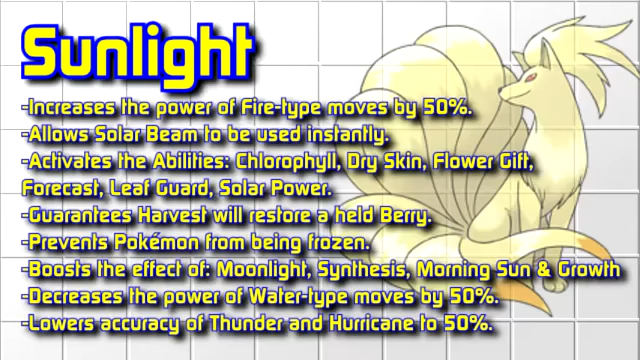 Sunlight
-Increases the power of Fire-type moves by 50%.
-Allows Solar Beam to be used instantly.
-Activates the Abilities: Chlorophyll, Dry Skin, Flower Gift,
Forecast, Leaf Guard, Solar Power.
-Guarantees Harvest will restore a held Berry.
-Prevents Pokémon from being frozen.
-Boosts the effect of: Moonlight, Synthesis, Morning Sun & Growth
-Decreases the power of Water-type moves by 50%.
-Lowers accuracy of Thunder and Hurricane to 50%.